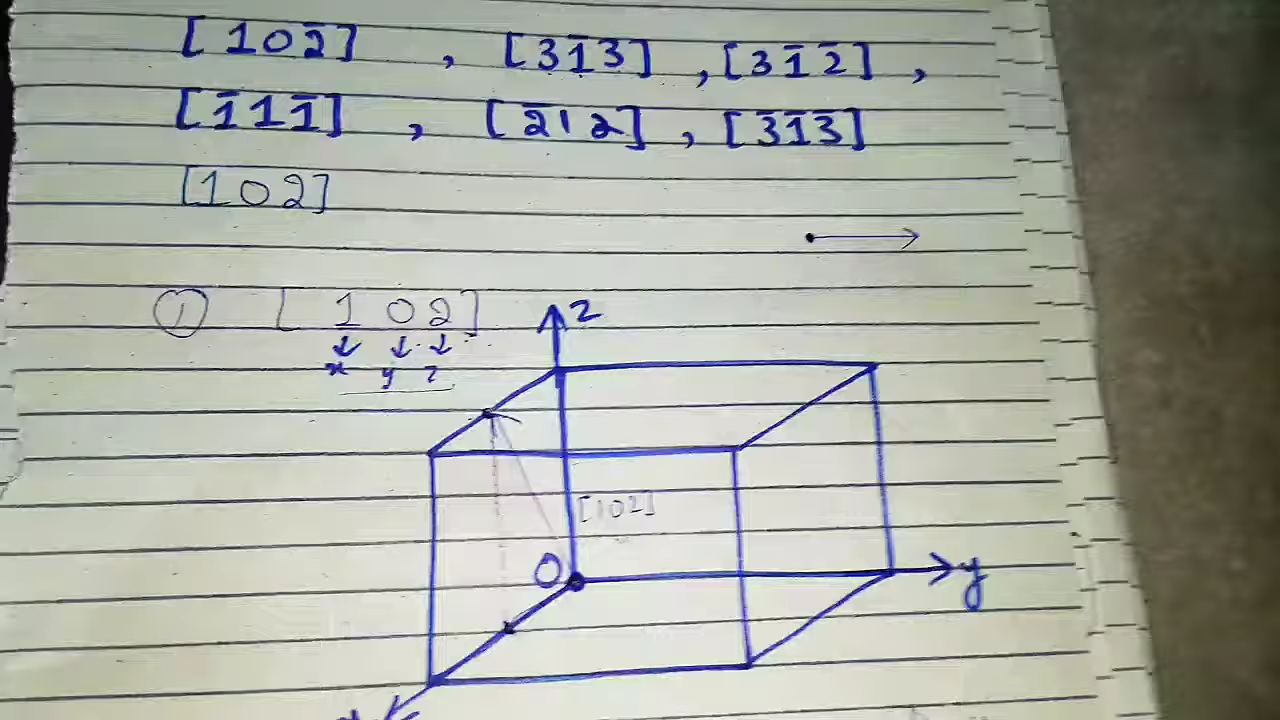 [1 0 2̄] , [3 1̄ 3] , [3 1̄ 2̄] ,
[1̄ 1 1̄] , [2̄ 1 2] , [3̄ 1̄ 3̄]
[1 0 2]
① [1 0 2]
↓ ↓ ↓
x y z
z
[102]
O
y